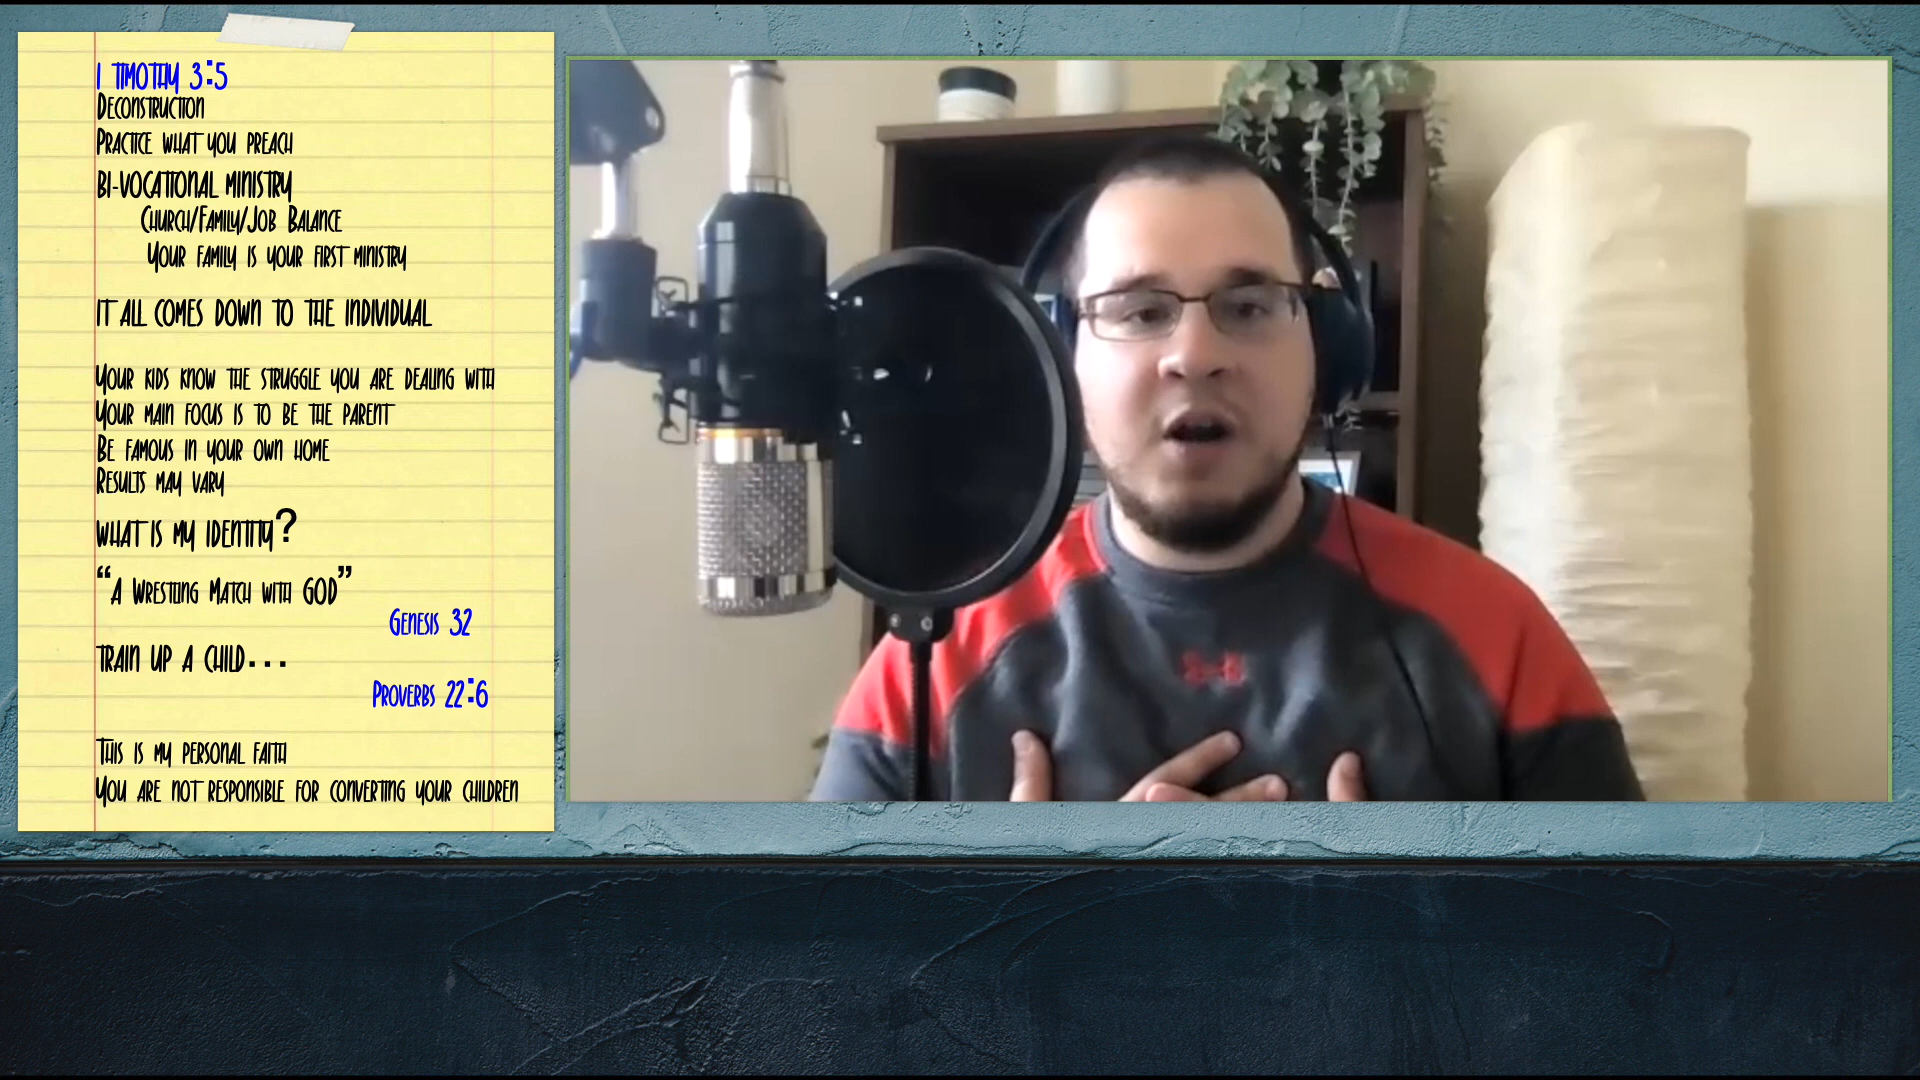 1 Timothy 3:5
Deconstruction
Practice what you preach
Bi-vocational ministry
Church/Family/Job Balance
Your family is your first ministry
It all comes down to the individual
Your kids know the struggle you are dealing with
Your main focus is to be the parent
Be famous in your own home
Results may vary
What is my identity?
“A Wrestling Match with GOD”
Genesis 32
Train up a child...
Proverbs 22:6
This is my personal faith
You are not responsible for converting your children